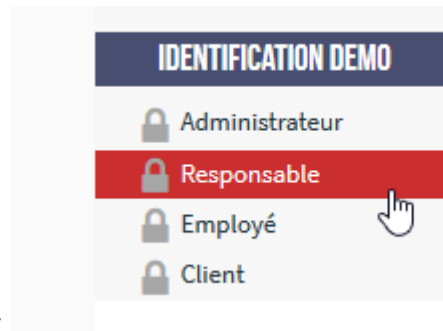 IDENTIFICATION DEMO
Administrateur
Responsable
Employé
Client